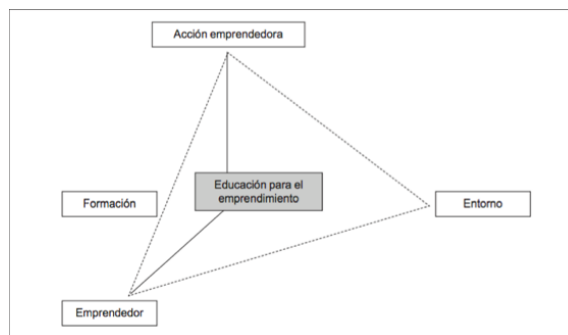 Acción emprendedora
Educación para el
emprendimiento
Formación
Entorno
Emprendedor